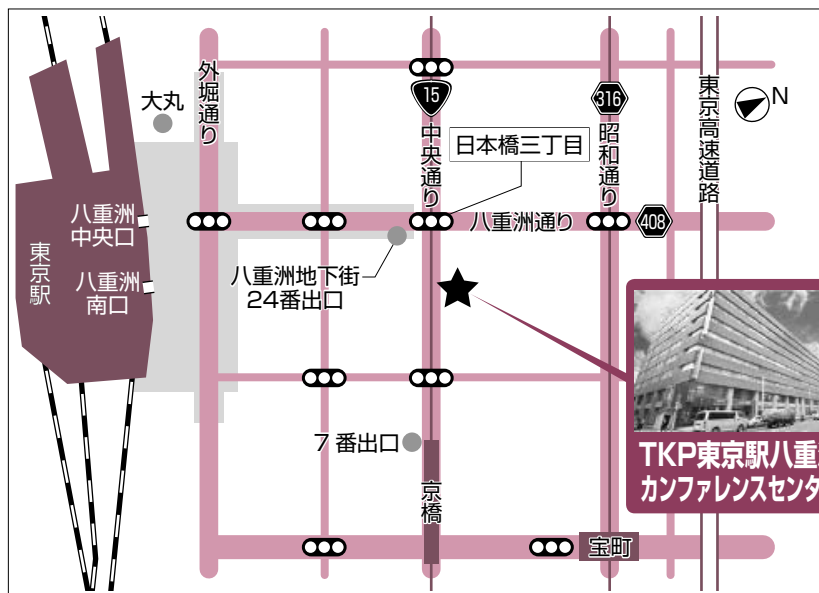 外堀通り
大丸
15
中央通り
316
昭和通り
東京高速道路
N
日本橋三丁目
八重洲
中央口
八重洲通り
408
東京駅
八重洲
南口
八重洲地下街
24番出口
7番出口
京橋
宝町
TKP東京駅八重洲
カンファレンスセンタ